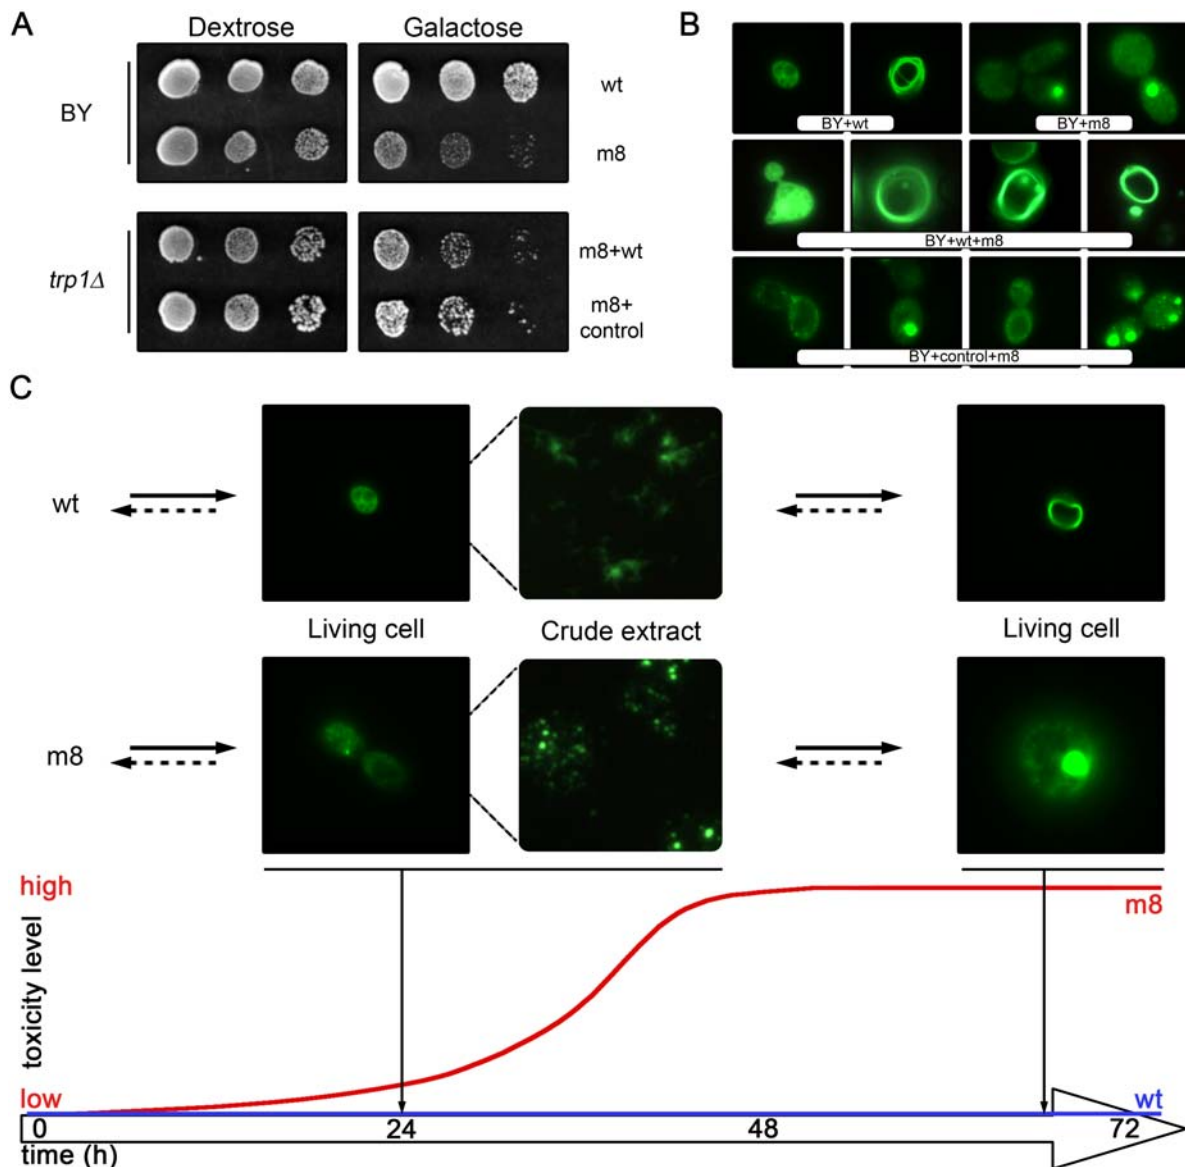 A
Dextrose
Galactose
BY
wt
m8
trp1Δ
m8+wt
m8+
control
B
BY+wt
BY+m8
BY+wt+m8
BY+control+m8
C
wt
Living cell
Crude extract
Living cell
m8
high
m8
toxicity level
low
wt
0
24
48
72
time (h)